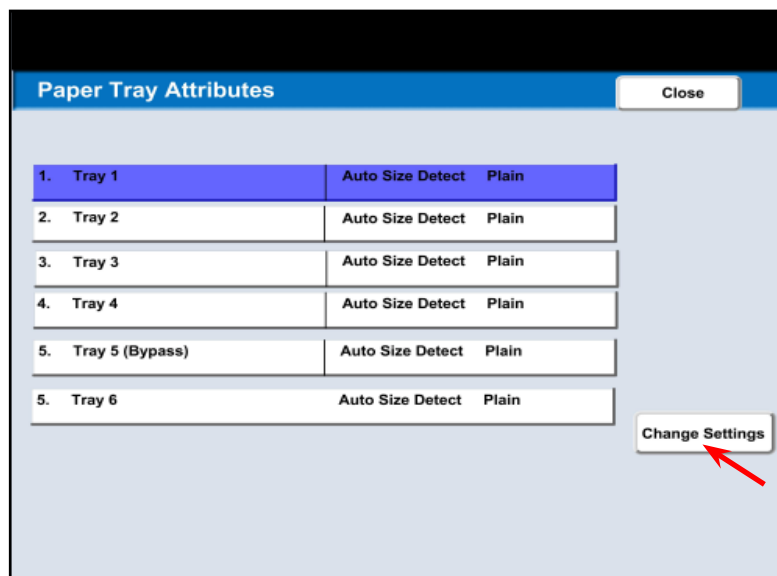 Paper Tray Attributes Close
1. Tray 1 Auto Size Detect Plain
2. Tray 2 Auto Size Detect Plain
3. Tray 3 Auto Size Detect Plain
4. Tray 4 Auto Size Detect Plain
5. Tray 5 (Bypass) Auto Size Detect Plain
5. Tray 6 Auto Size Detect Plain
Change Settings